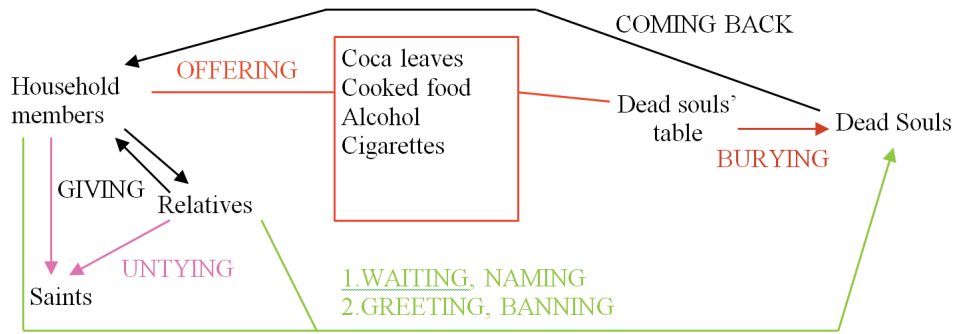 COMING BACK
OFFERING
Coca leaves
Cooked food
Alcohol
Cigarettes
Household
members
Dead souls’
table
Dead Souls
BURYING
GIVING
Relatives
UNTYING
Saints
1.WAITING, NAMING
2.GREETING, BANNING